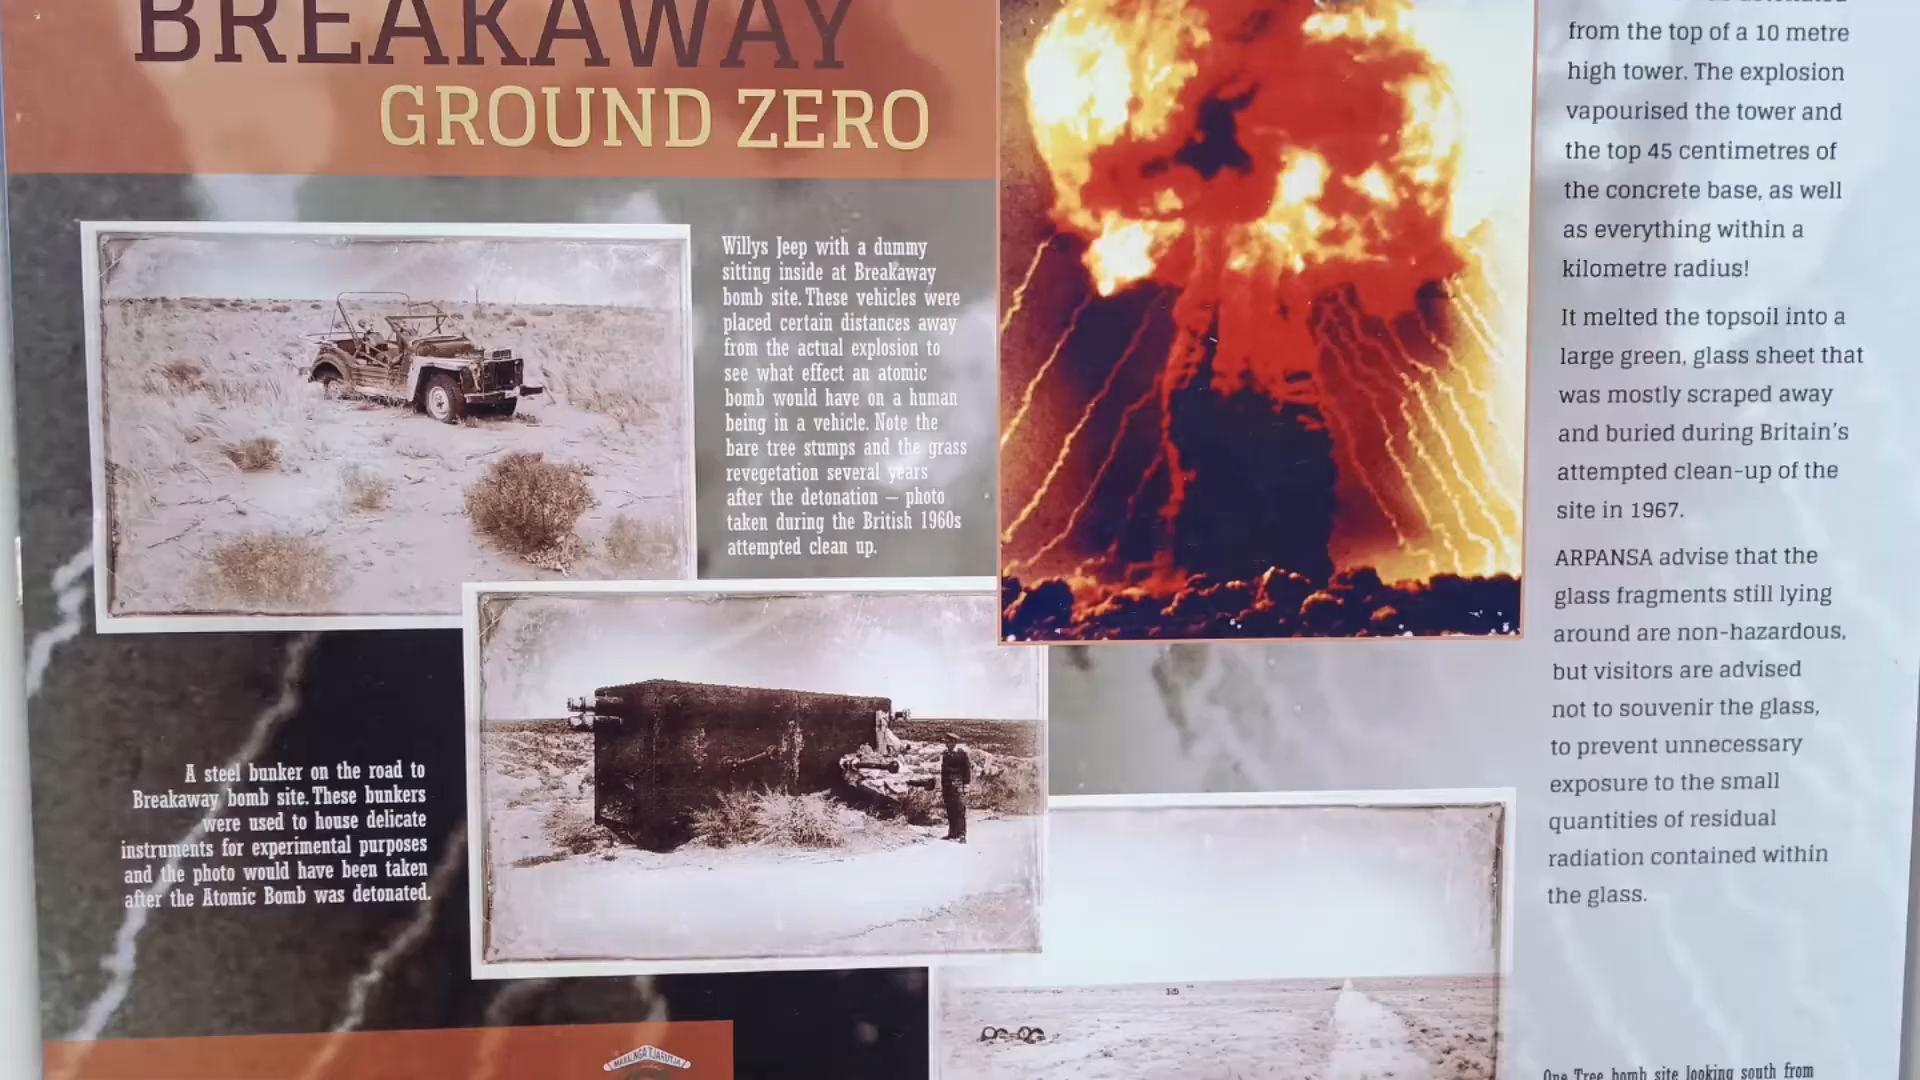 BREAKAWAY
GROUND ZERO
Willys Jeep with a dummy
sitting inside at Breakaway
bomb site. These vehicles were
placed certain distances away
from the actual explosion to
see what effect an atomic
bomb would have on a human
being in a vehicle. Note the
bare tree stumps and the grass
revegetation several years
after the detonation – photo
taken during the British 1960s
attempted clean up.
A steel bunker on the road to
Breakaway bomb site. These bunkers
were used to house delicate
instruments for experimental purposes
and the photo would have been taken
after the Atomic Bomb was detonated.
from the top of a 10 metre
high tower. The explosion
vapourised the tower and
the top 45 centimetres of
the concrete base, as well
as everything within a
kilometre radius!
It melted the topsoil into a
large green, glass sheet that
was mostly scraped away
and buried during Britain's
attempted clean-up of the
site in 1967.
ARPANSA advise that the
glass fragments still lying
around are non-hazardous,
but visitors are advised
not to souvenir the glass,
to prevent unnecessary
exposure to the small
quantities of residual
radiation contained within
the glass.
One Tree bomb site looking south from
MARALINGA TJARUTJA